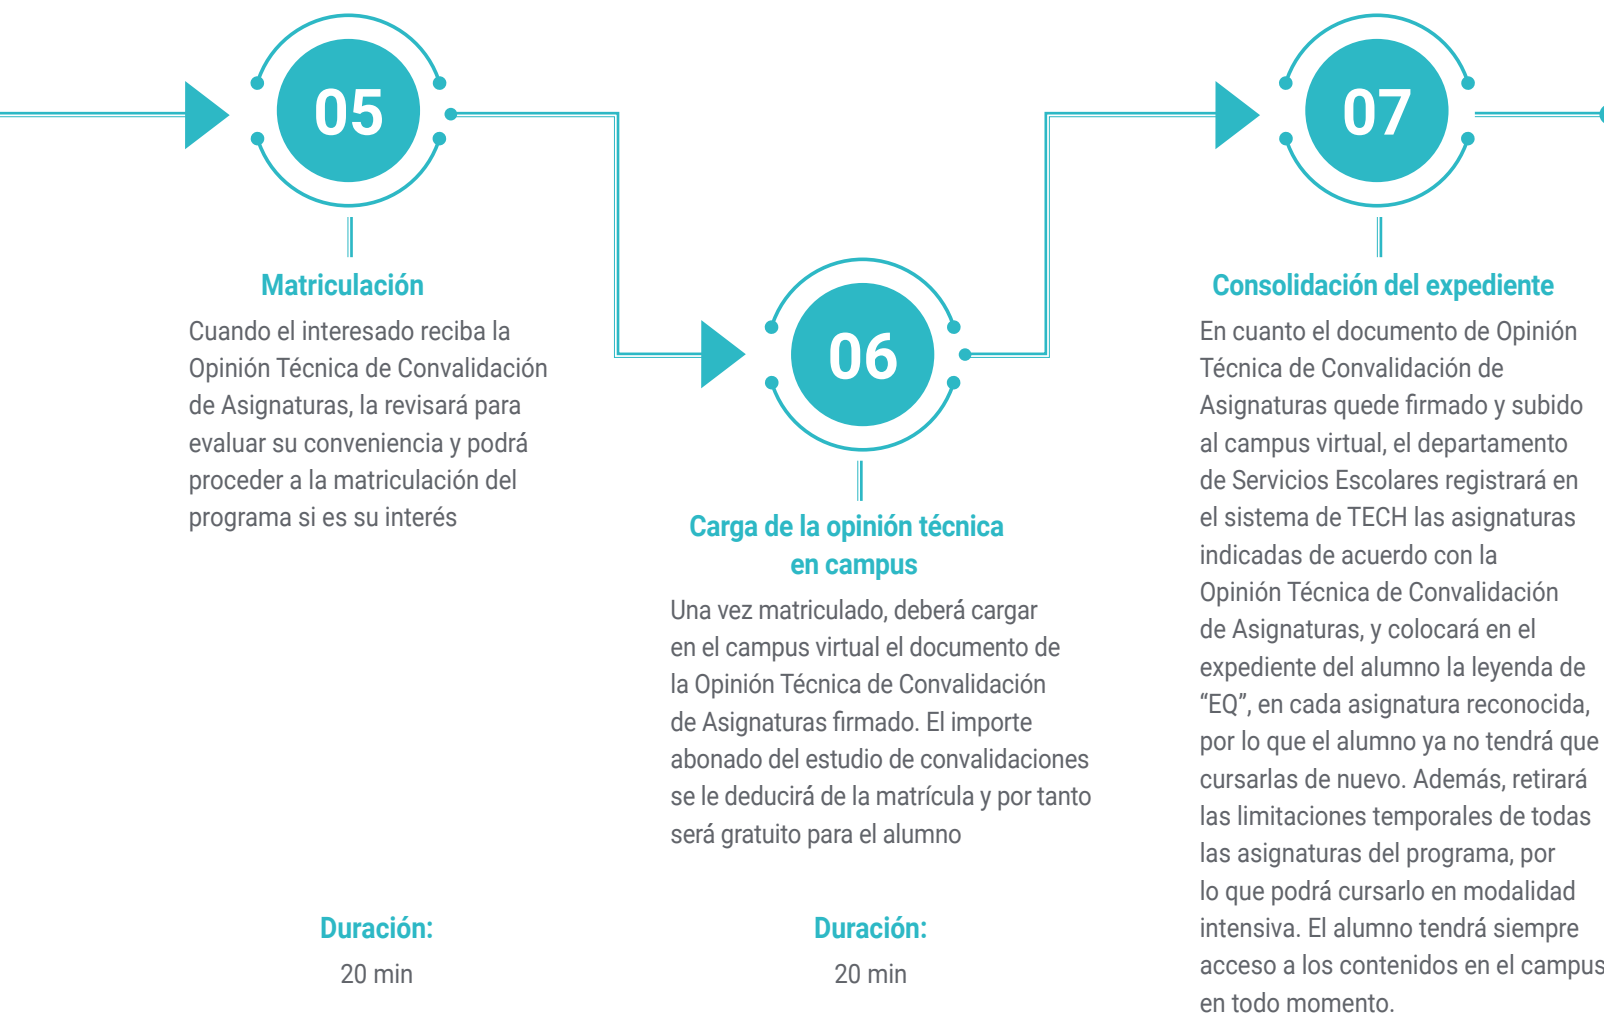 05
Matriculación
Cuando el interesado reciba la
Opinión Técnica de Convalidación
de Asignaturas, la revisará para
evaluar su conveniencia y podrá
proceder a la matriculación del
programa si es su interés
Duración:
20 min
06
Carga de la opinión técnica
en campus
Una vez matriculado, deberá cargar
en el campus virtual el documento de
la Opinión Técnica de Convalidación
de Asignaturas firmado. El importe
abonado del estudio de convalidaciones
se le deducirá de la matrícula y por tanto
será gratuito para el alumno
Duración:
20 min
07
Consolidación del expediente
En cuanto el documento de Opinión
Técnica de Convalidación de
Asignaturas quede firmado y subido
al campus virtual, el departamento
de Servicios Escolares registrará en
el sistema de TECH las asignaturas
indicadas de acuerdo con la
Opinión Técnica de Convalidación
de Asignaturas, y colocará en el
expediente del alumno la leyenda de
“EQ”, en cada asignatura reconocida,
por lo que el alumno ya no tendrá que
cursarlas de nuevo. Además, retirará
las limitaciones temporales de todas
las asignaturas del programa, por
lo que podrá cursarlo en modalidad
intensiva. El alumno tendrá siempre
acceso a los contenidos en el campus
en todo momento.